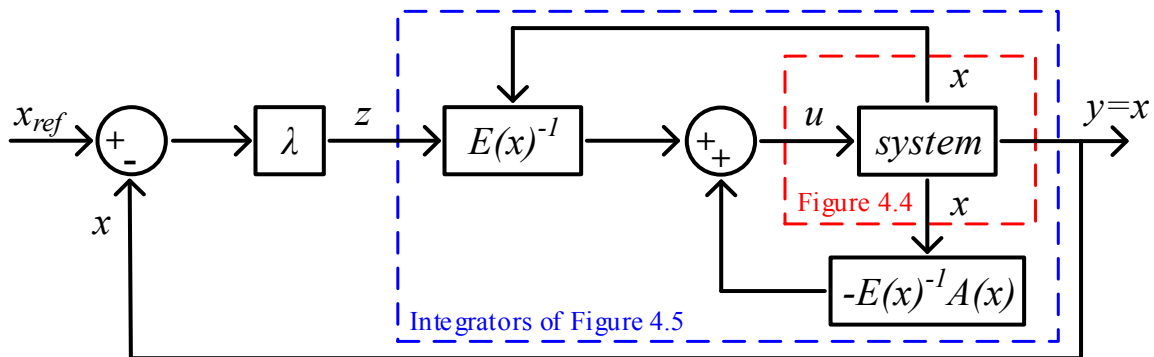 x
x_ref
+
-
λ
z
E(x)^-1
+
+
u
system
y=x
Figure 4.4
x
x
-E(x)^-1A(x)
Integrators of Figure 4.5